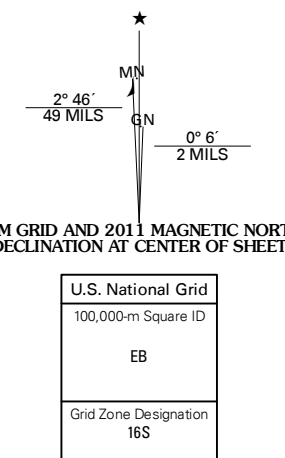 ★
MN
2° 46´
49 MILS
GN
0° 6´
2 MILS
M GRID AND 2011 MAGNETIC NORT
DECLINATION AT CENTER OF SHEET
U.S. National Grid
100,000-m Square ID
EB
Grid Zone Designation
16S